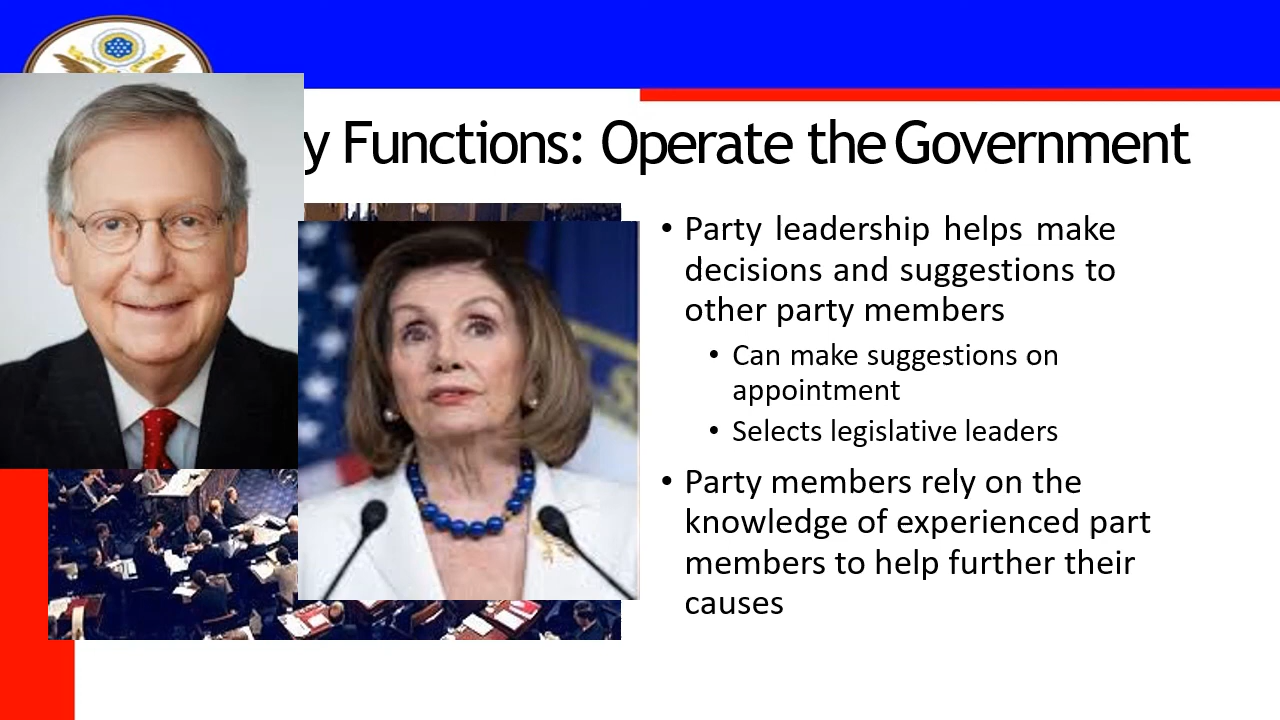 y Functions: Operate the Government
• Party leadership helps make
decisions and suggestions to
other party members
• Can make suggestions on
appointment
• Selects legislative leaders
• Party members rely on the
knowledge of experienced part
members to help further their
causes